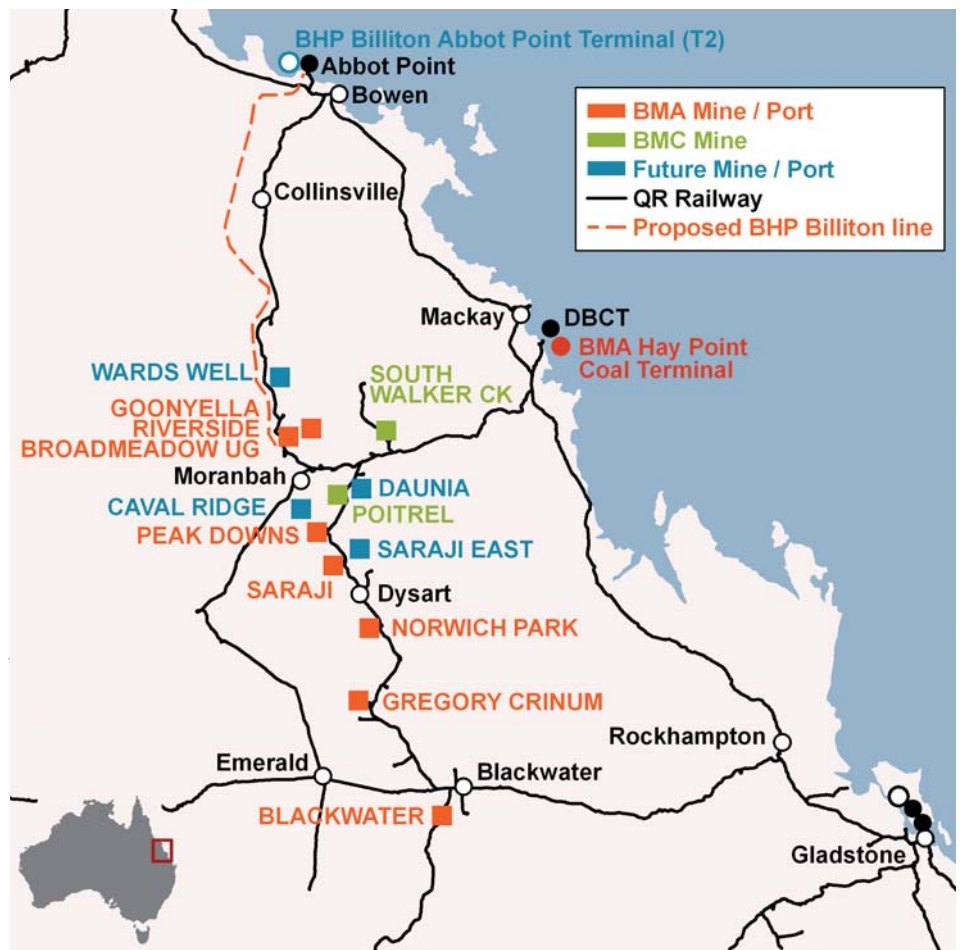 BHP Billiton Abbot Point Terminal (T2)
Abbot Point
Bowen
BMA Mine / Port
BMC Mine
Future Mine / Port
QR Railway
Proposed BHP Billiton line
Collinsville
Mackay
DBCT
BMA Hay Point
Coal Terminal
WARDS WELL
SOUTH
WALKER CK
GOONYELLA
RIVERSIDE
BROADMEADOW UG
Moranbah
DAUNIA
CAVAL RIDGE
POITREL
PEAK DOWNS
SARAJI EAST
SARAJI
Dysart
NORWICH PARK
GREGORY CRINUM
Rockhampton
Emerald
Blackwater
BLACKWATER
Gladstone